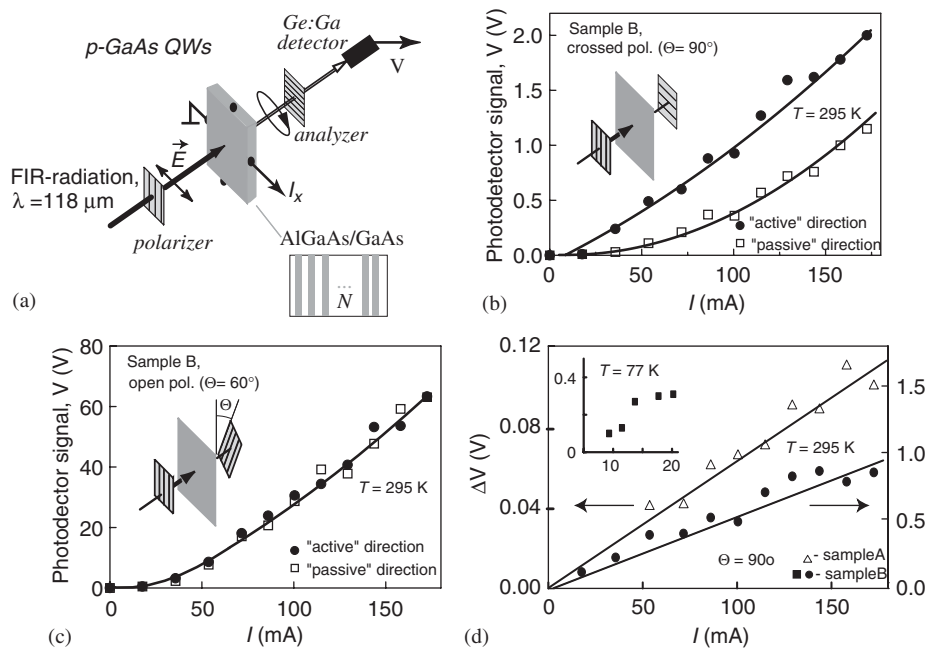 p-GaAs QWs
Ge:Ga
detector
V
analyzer
E
FIR-radiation,
λ =118 μm
polarizer
Ix
AlGaAs/GaAs
...
N
(a)
Photodetector signal, V (V)
2.0
1.5
1.0
0.5
0.0
Sample B,
crossed pol. (Θ= 90°)
T = 295 K
"active" direction
"passive" direction
0 50 100 150
I (mA)
(b)
Photodector signal, V (V)
80
60
40
20
0
Sample B,
open pol. (Θ= 60°)
Θ
T = 295 K
"active" direction
"passive" direction
0 50 100 150
I (mA)
(c)
ΔV (V)
0.12
0.08
0.04
0.00
0.4
0
T = 77 K
10 20
T = 295 K
Θ = 90o
- sampleA
- sampleB
1.5
1.0
0.5
0.0
0 50 100 150
I (mA)
(d)